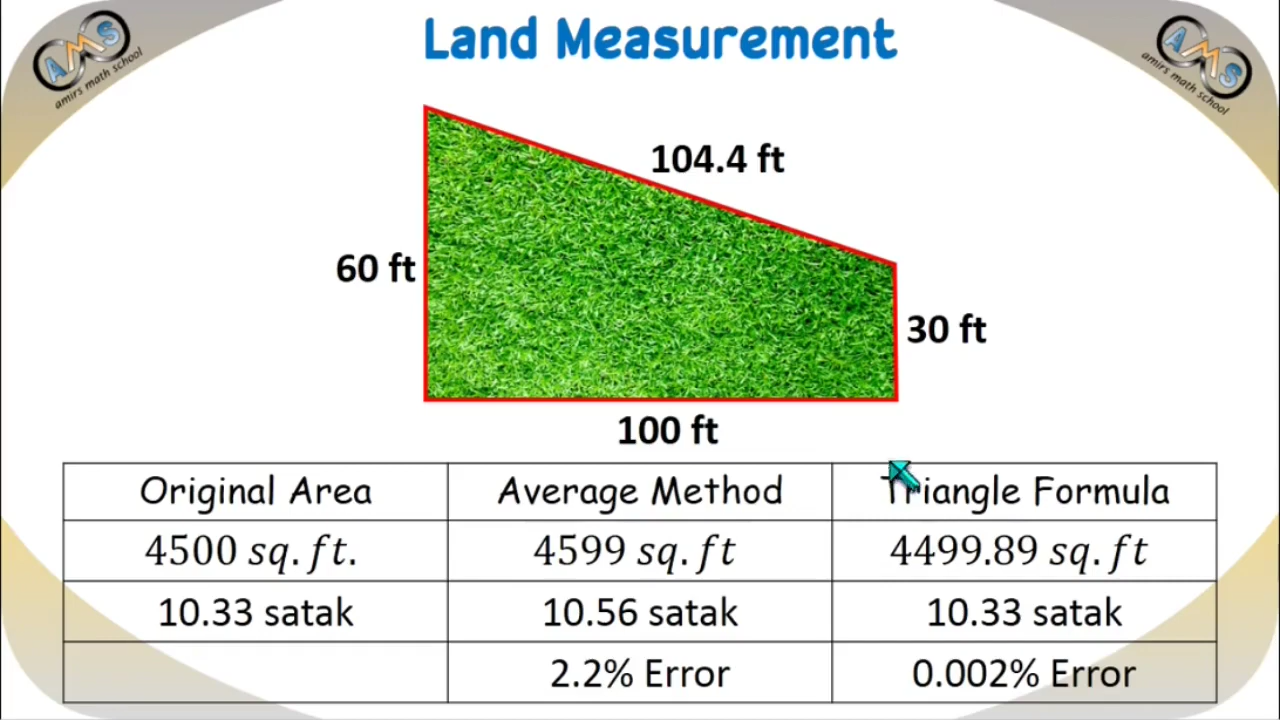 Land Measurement
AMS
amirs math school
AMS
amirs math school
104.4 ft
60 ft
30 ft
100 ft
Original Area Average Method Triangle Formula
4500 sq. ft. 4599 sq. ft 4499.89 sq. ft
10.33 satak 10.56 satak 10.33 satak
2.2% Error 0.002% Error